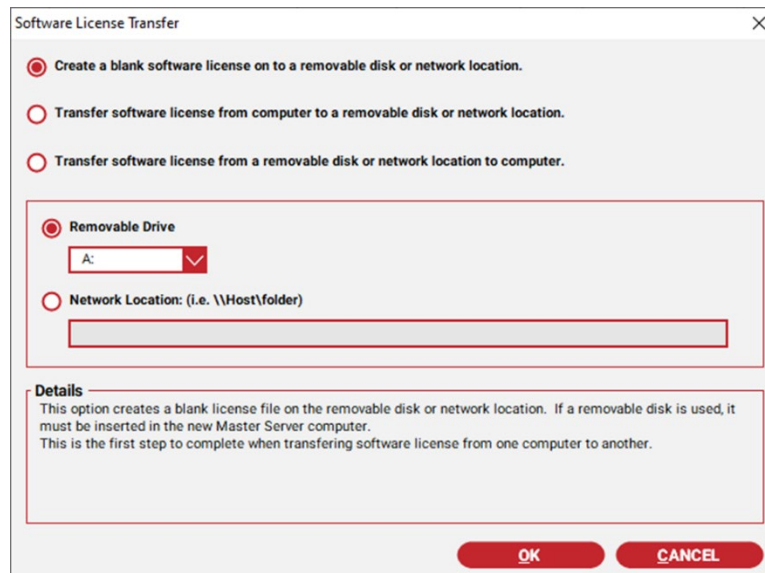 Software License Transfer
Create a blank software license on to a removable disk or network location.
Transfer software license from computer to a removable disk or network location.
Transfer software license from a removable disk or network location to computer.
Removable Drive
A:
Network Location: (i.e. \\Host\folder)
Details
This option creates a blank license file on the removable disk or network location. If a removable disk is used, it
must be inserted in the new Master Server computer.
This is the first step to complete when transfering software license from one computer to another.
OK CANCEL